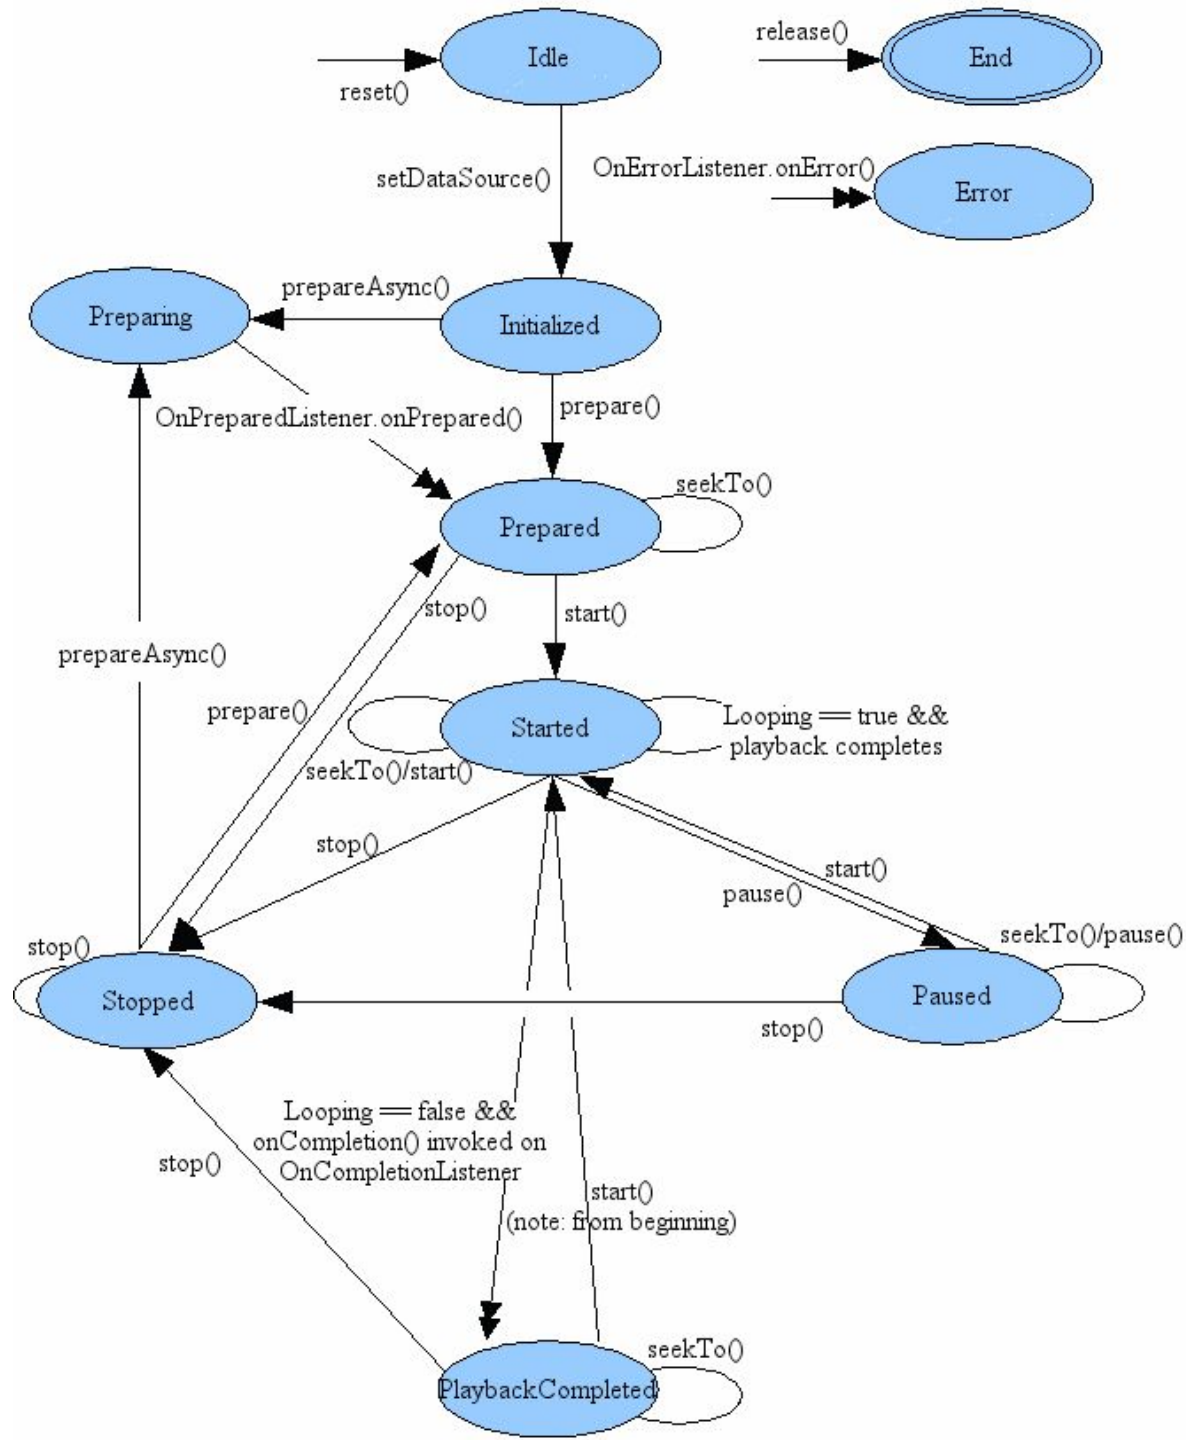 Idle
release()
End
reset()
OnErrorListener.onError()
Error
setDataSource()
prepareAsync()
Preparing
Initialized
OnPreparedListener.onPrepared()
prepare()
seekTo()
Prepared
stop()
start()
prepareAsync()
prepare()
Started
Looping == true &&
playback completes
seekTo()/start()
stop()
start()
pause()
stop()
seekTo()/pause()
Stopped
Paused
stop()
Looping == false &&
onCompletion() invoked on
OnCompletionListener
stop()
start()
(note: from beginning)
seekTo()
PlaybackCompleted